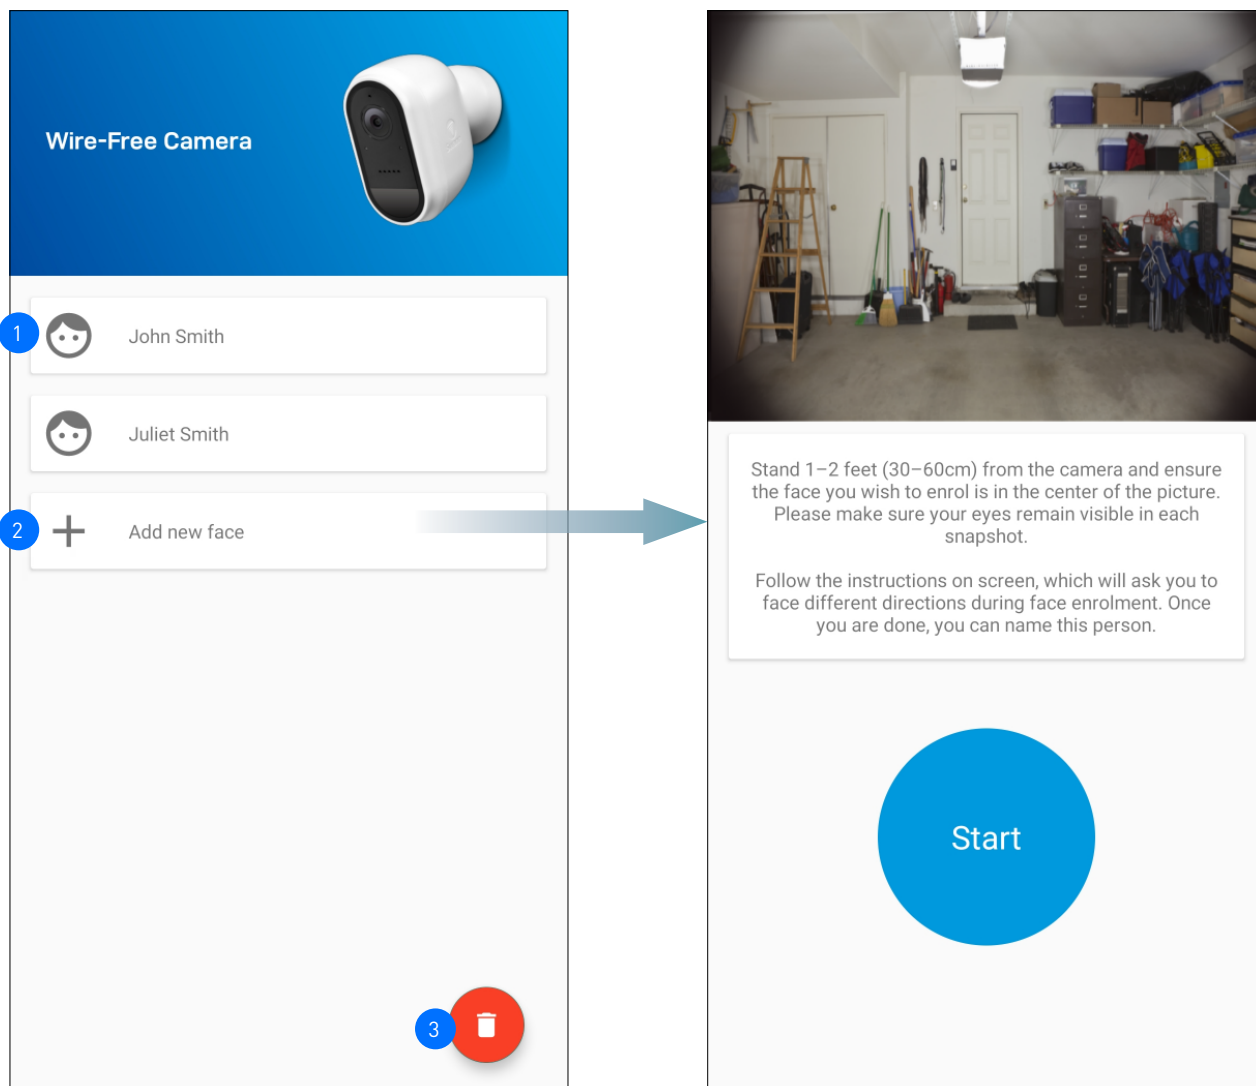 Wire-Free Camera
1
John Smith
Juliet Smith
2
Add new face
3
Stand 1–2 feet (30–60cm) from the camera and ensure
the face you wish to enrol is in the center of the picture.
Please make sure your eyes remain visible in each
snapshot.
Follow the instructions on screen, which will ask you to
face different directions during face enrolment. Once
you are done, you can name this person.
Start